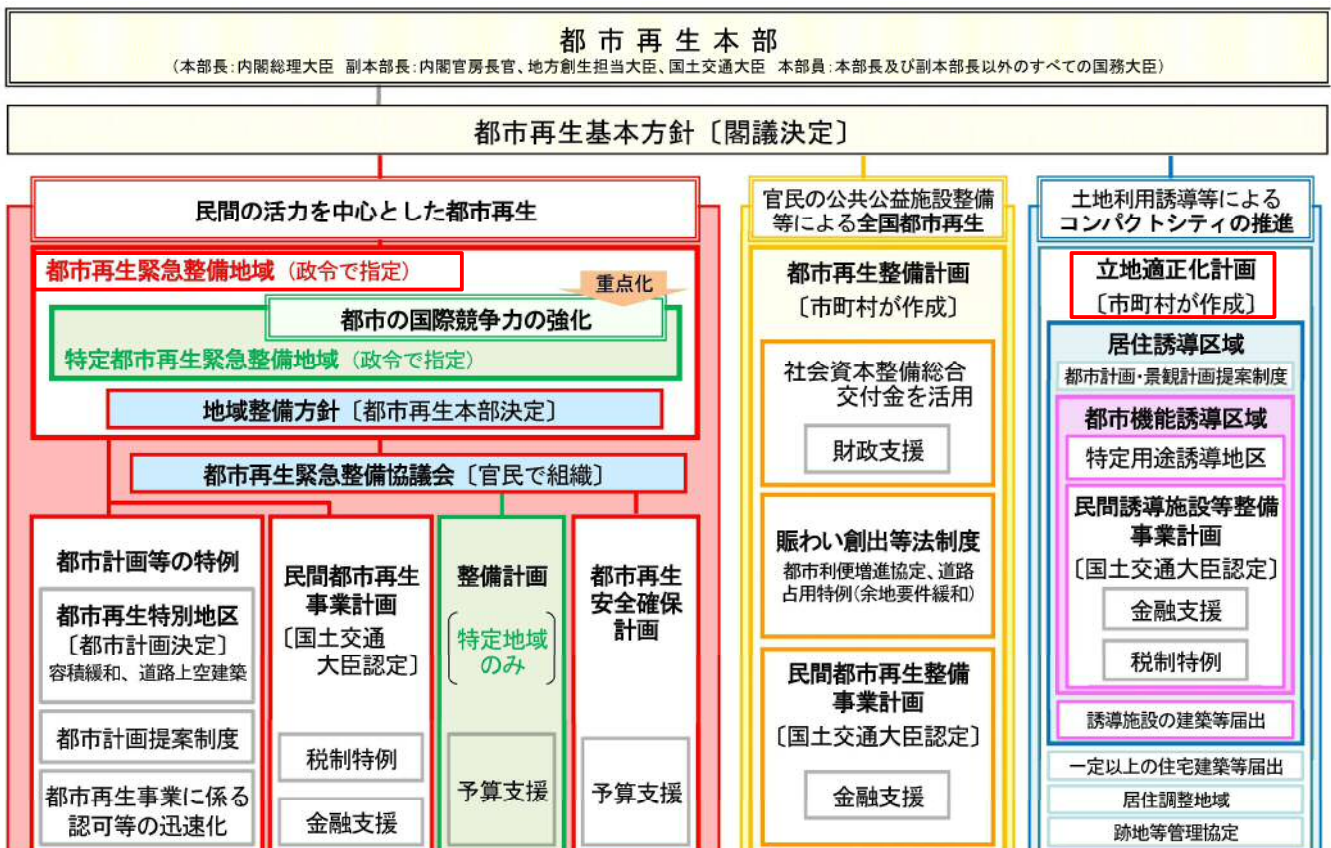 都市再生本部
(本部長:内閣総理大臣 副本部長:内閣官房長官、地方創生担当大臣、国土交通大臣 本部員:本部長及び副本部長以外のすべての国務大臣)
都市再生基本方針〔閣議決定〕
民間の活力を中心とした都市再生
都市再生緊急整備地域(政令で指定)
重点化
都市の国際競争力の強化
特定都市再生緊急整備地域(政令で指定)
地域整備方針〔都市再生本部決定〕
都市再生緊急整備協議会〔官民で組織〕
都市計画等の特例
都市再生特別地区
〔都市計画決定〕
容積緩和、道路上空建築
都市計画提案制度
都市再生事業に係る
認可等の迅速化
民間都市再生
事業計画
〔国土交通
大臣認定〕
税制特例
金融支援
整備計画
特定地域
のみ
予算支援
都市再生
安全確保
計画
予算支援
官民の公共公益施設整備
等による全国都市再生
都市再生整備計画
〔市町村が作成〕
社会資本整備総合
交付金を活用
財政支援
賑わい創出等法制度
都市利便増進協定、道路
占用特例(余地要件緩和)
民間都市再生整備
事業計画
〔国土交通大臣認定〕
金融支援
土地利用誘導等による
コンパクトシティの推進
立地適正化計画
〔市町村が作成〕
居住誘導区域
都市計画・景観計画提案制度
都市機能誘導区域
特定用途誘導地区
民間誘導施設等整備
事業計画
〔国土交通大臣認定〕
金融支援
税制特例
誘導施設の建築等届出
一定以上の住宅建築等届出
居住調整地域
跡地等管理協定